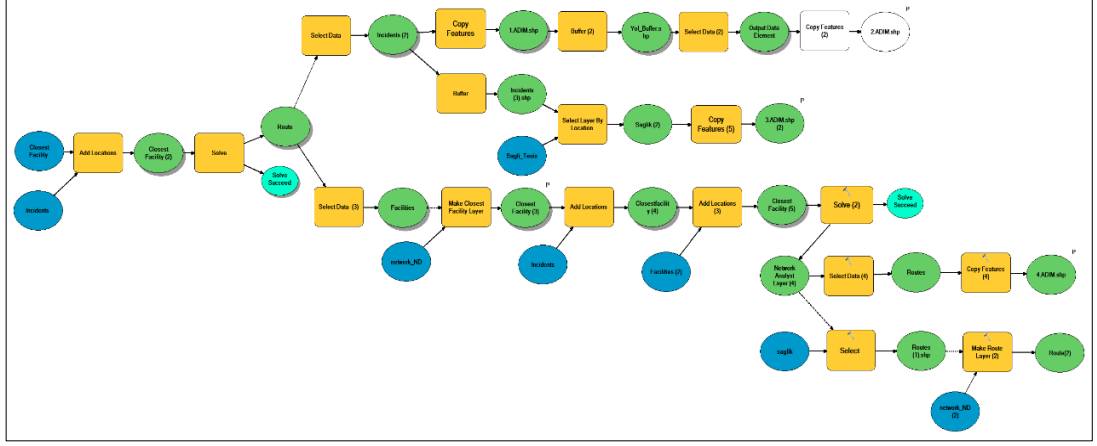 P
Select Data
Incidents (2)
Copy
Features
1.ADIM.shp
Buffer (2)
Yol_Buffer.s
hp
Select Data (2)
Output Data
Element
Copy Features
(2)
2.ADIM.shp
Buffer
Incidents
(3).shp
P
Select Layer By
Location
Saglik (2)
Copy
Features (5)
3.ADIM.shp
(2)
Sagli_Tesis
Route
Closest
Facility
Add Locations
Closest
Facility (2)
Solve
Solve
Succeed
Incidents
Select Data (3)
Facilities
Make Closest
Facility Layer
P
Closest
Facility (3)
Add Locations
Closestfacilit
y (4)
Add Locations
(3)
Closest
Facility (5)
Solve (2)
Solve
Succeed
network_ND
Incidents
Facilities (2)
Network
Analyst
Layer (4)
Select Data (4)
Routes
Copy Features
(4)
P
4.ADIM.shp
saglik
Select
Routes
(1).shp
Make Route
Layer (2)
Route(2)
network_ND
(2)